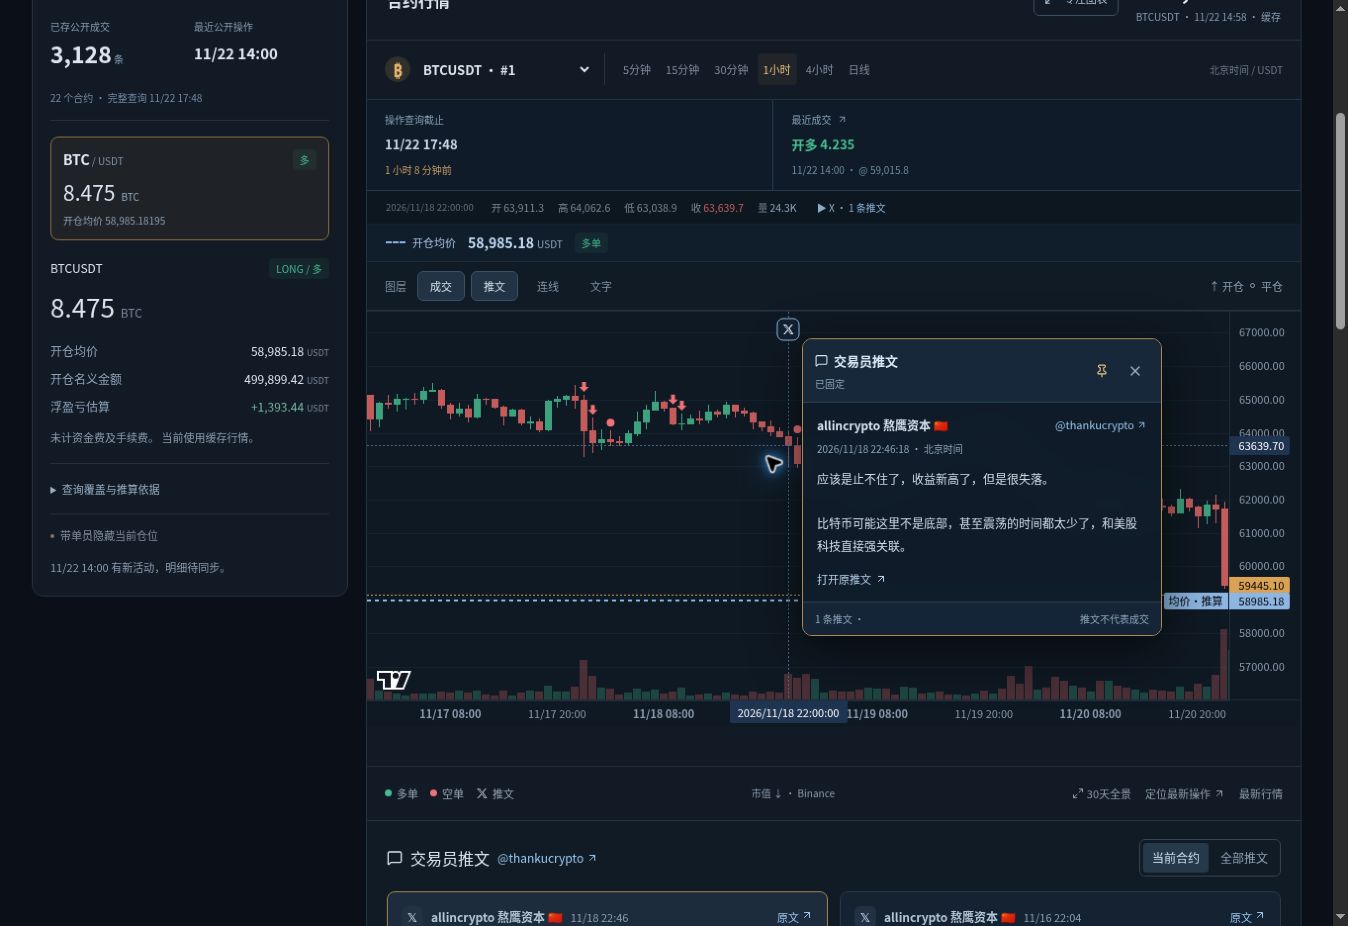 已存公开成交
3,128 条
最近公开操作
11/22 14:00
22 个合约 · 完整查询 11/22 17:48
BTC / USDT
多
8.475 BTC
开仓均价 58,985.18195
BTCUSDT
LONG / 多
8.475 BTC
开仓均价
58,985.18 USDT
开仓名义金额
499,899.42 USDT
浮盈亏估算
+1,393.44 USDT
未计资金费及手续费。 当前使用缓存行情。
▶ 查询覆盖与推算依据
• 带单员隐藏当前仓位
11/22 14:00 有新活动，明细待同步。
合约行情
专注图表
BTCUSDT · 11/22 14:58 · 缓存
BTCUSDT · #1
5分钟 15分钟 30分钟 1小时 4小时 日线
北京时间 / USDT
操作查询截止
11/22 17:48
1 小时 8 分钟前
最近成交 ↗
开多 4.235
11/22 14:00 · @ 59,015.8
2026/11/18 22:00:00 开 63,911.3 高 64,062.6 低 63,038.9 收 63,639.7 量 24.3K ▶ X · 1 条推文
开仓均价 58,985.18 USDT 多单
图层 成交 推文 连线 文字
↑ 开仓 ○ 平仓
67000.00
66000.00
65000.00
64000.00
63639.70
63000.00
62000.00
61000.00
60000.00
59445.10
均价 · 推算 58985.18
58000.00
57000.00
𝕏
交易员推文
已固定
allincrypto 熬鹰资本 🇨🇳
@thankucrypto ↗
2026/11/18 22:46:18 · 北京时间
应该是止不住了，收益新高了，但是很失落。
比特币可能这里不是底部，甚至震荡的时间都太少了，和美股
科技直接强关联。
打开原推文 ↗
1 条推文 ·
推文不代表成交
11/17 08:00 11/17 20:00 11/18 08:00 2026/11/18 22:00:00 11/19 08:00 11/19 20:00 11/20 08:00 11/20 20:00
多单 空单 𝕏 推文
市值 ↓ · Binance
30天全景 定位最新操作 ↗ 最新行情
交易员推文 @thankucrypto ↗
当前合约 全部推文
𝕏 allincrypto 熬鹰资本 🇨🇳 11/18 22:46 原文 ↗
𝕏 allincrypto 熬鹰资本 🇨🇳 11/16 22:04 原文 ↗